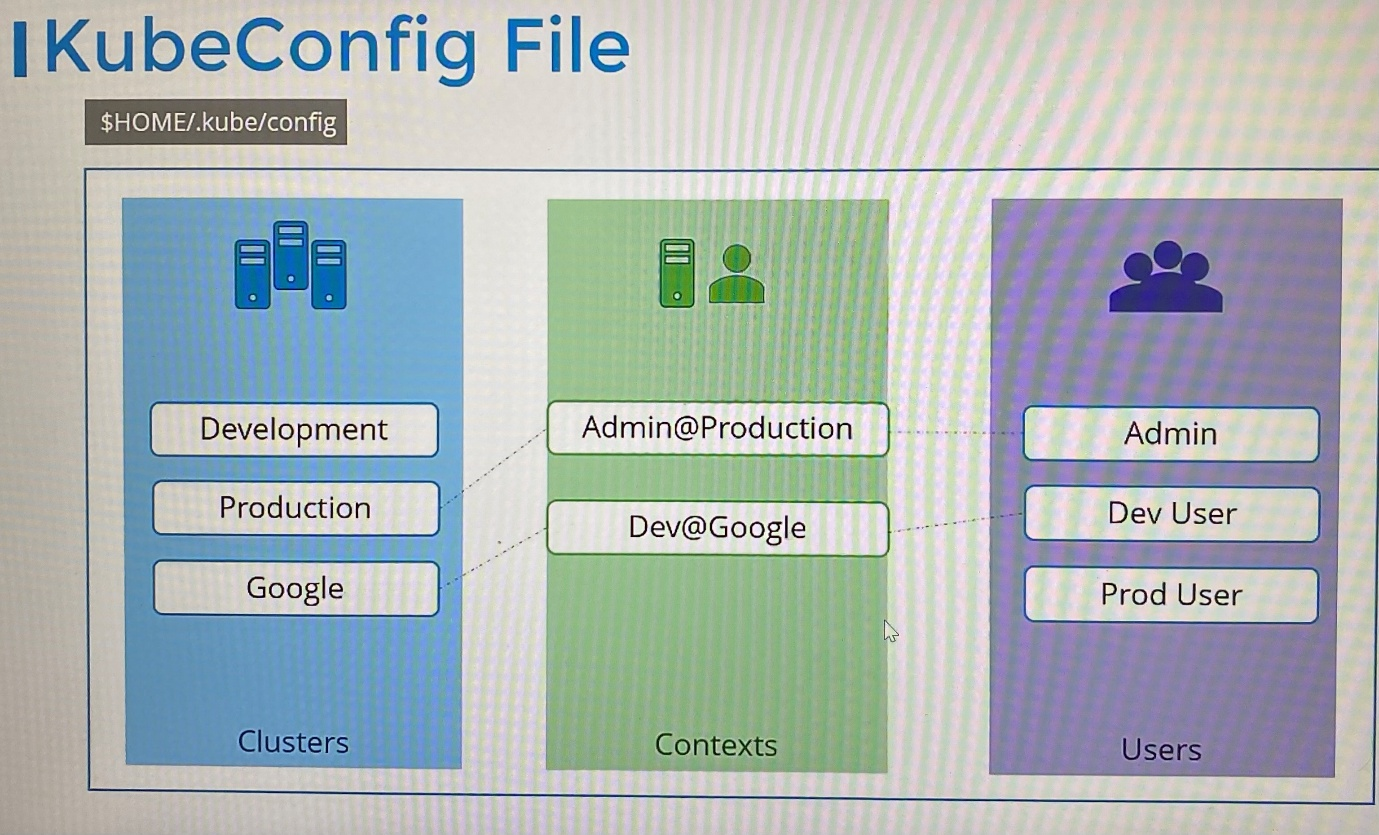 KubeConfig File
$HOME/.kube/config
Development
Production
Google
Clusters
Admin@Production
Dev@Google
Contexts
Admin
Dev User
Prod User
Users